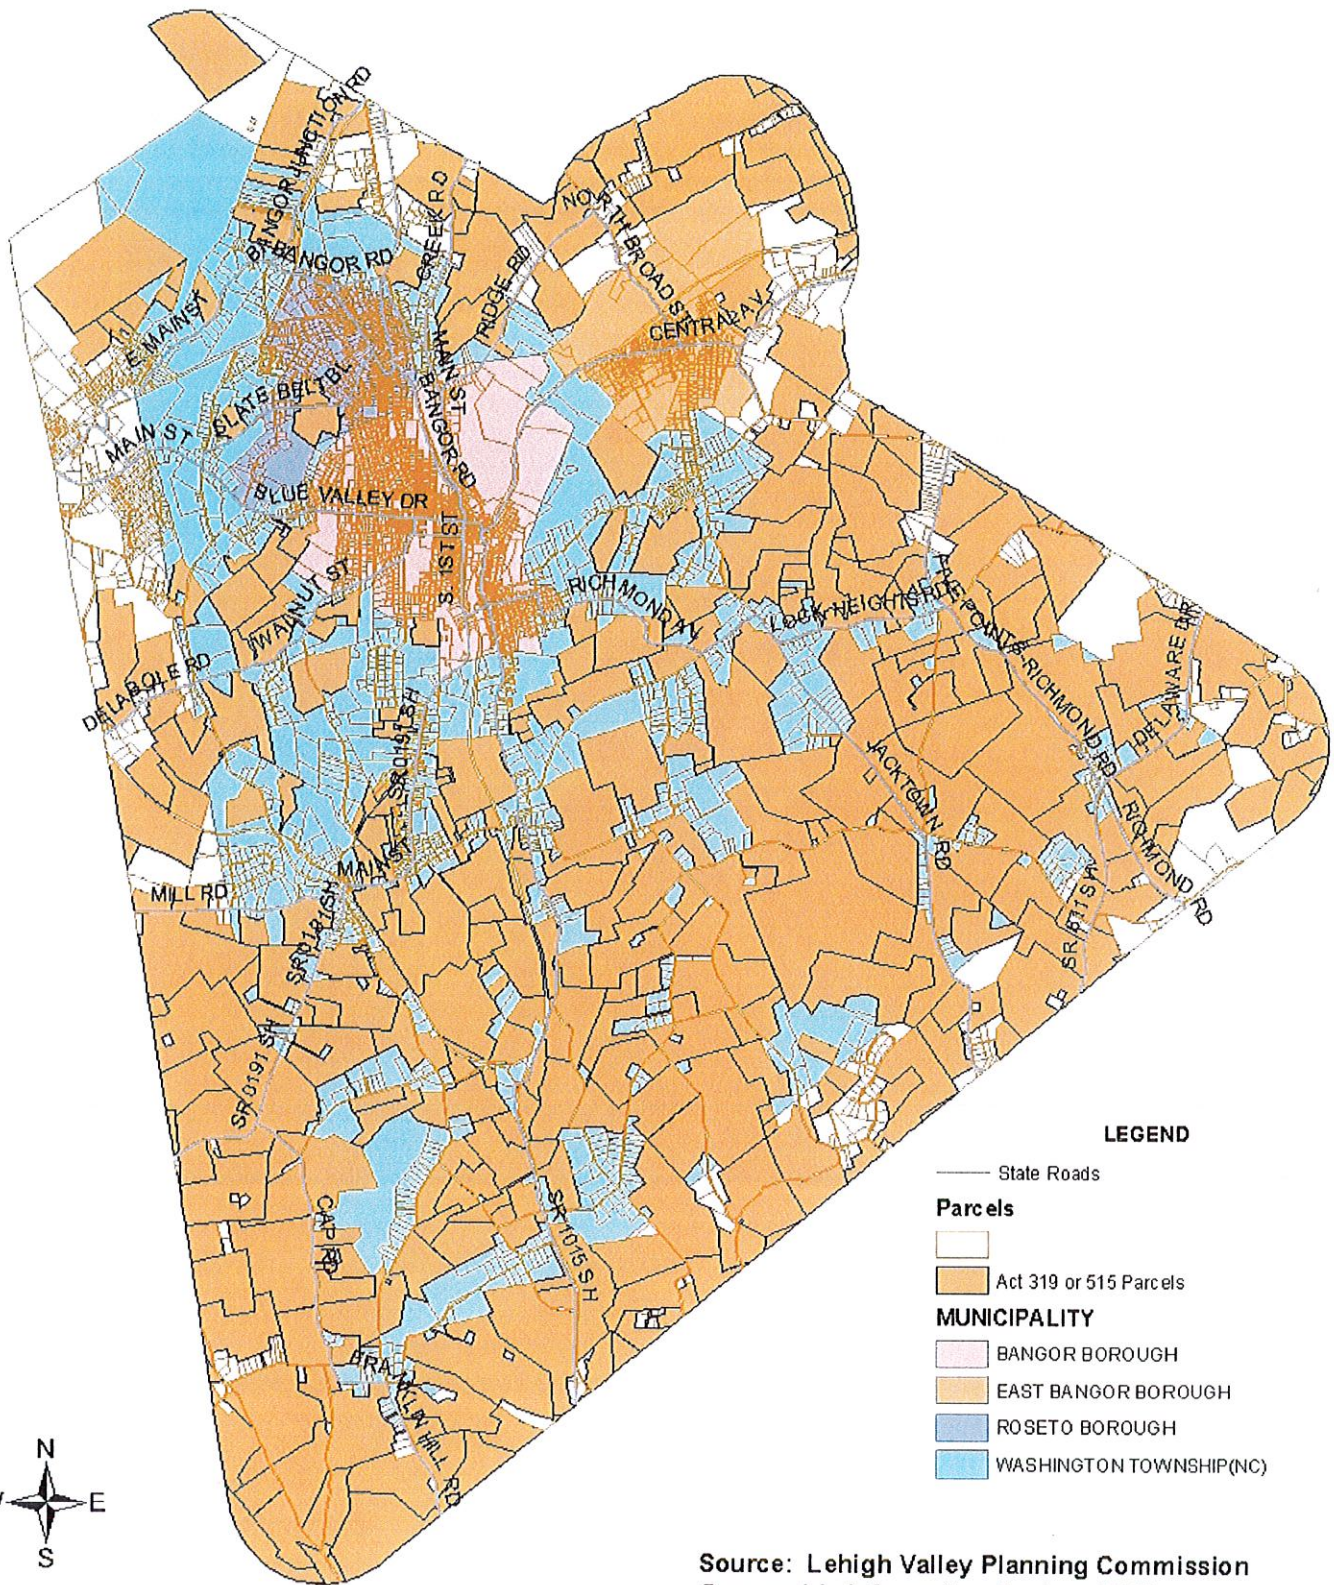 BANGOR JUNCTION RD
CREEK RD
NORTH BROAD ST
BANGOR RD
RIDGE RD
CENTRAL AV
E MAIN ST
MAIN ST
SLATE BELT BL
BANGOR RD
MAIN ST
BLUE VALLEY DR
S 1ST ST
WALNUT ST
RICHMOND AV
LOCK HEIGHTS RD
FIVE POINTS-RICHMOND RD
DELAWARE DR
DELABOLE RD
SR 0191 SH
JACKTOWN RD
RICHMOND RD
MAIN ST
MILL RD
SR 0191 SH
SR 611 SH
SR 0191 SH
CAP RD
SR 1015 SH
FRANKLIN HILL RD
LEGEND
State Roads
Parcels
Act 319 or 515 Parcels
MUNICIPALITY
BANGOR BOROUGH
EAST BANGOR BOROUGH
ROSETO BOROUGH
WASHINGTON TOWNSHIP(NC)
N
E
S
Source: Lehigh Valley Planning Commission